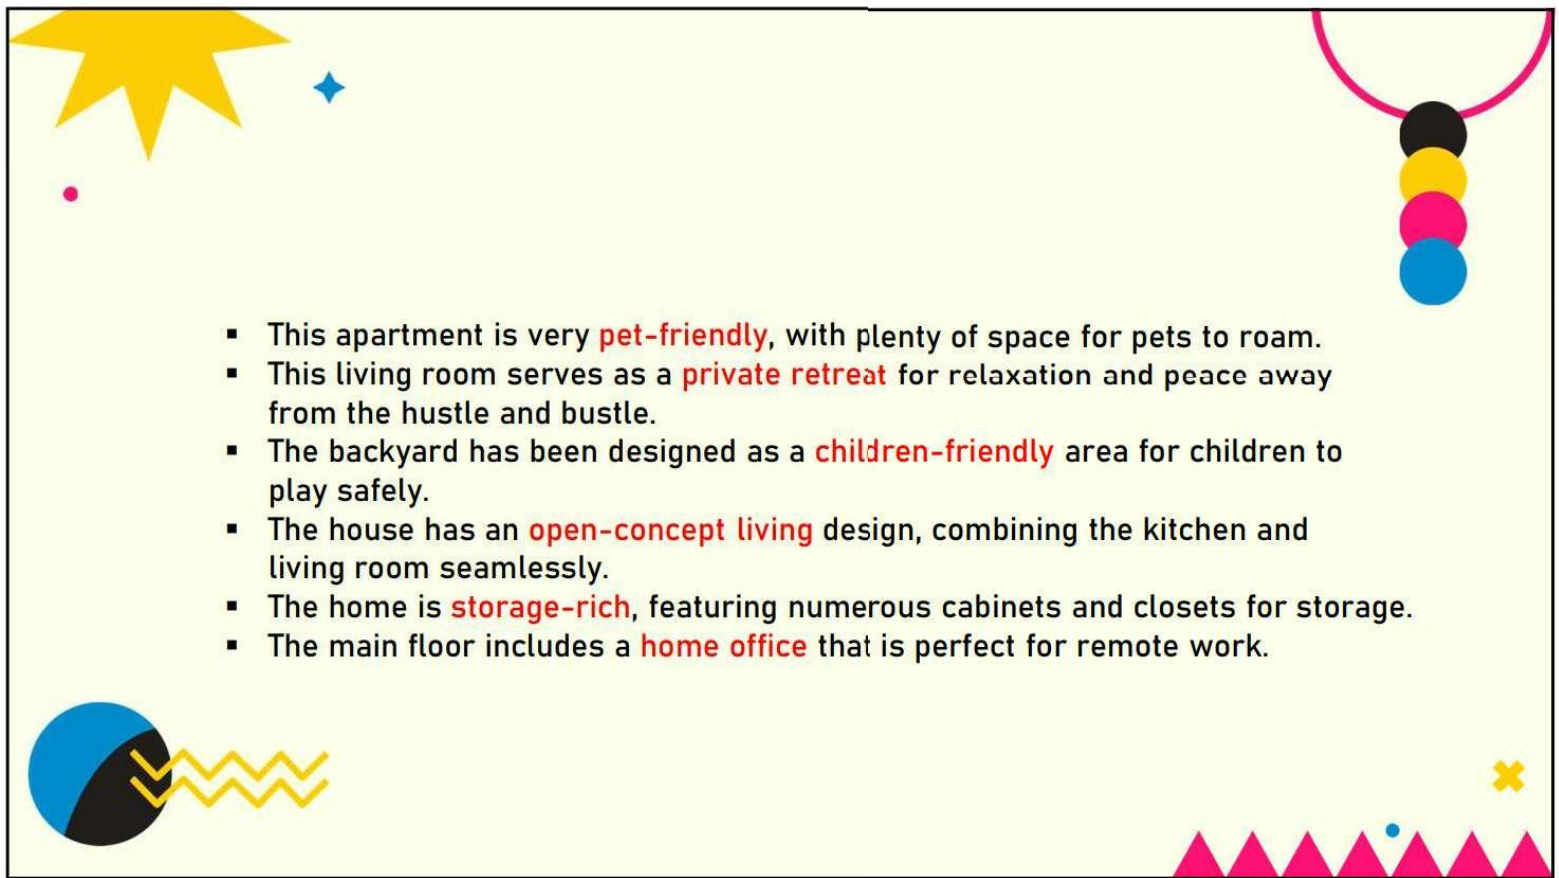 ▪ This apartment is very pet-friendly, with plenty of space for pets to roam.
▪ This living room serves as a private retreat for relaxation and peace away
from the hustle and bustle.
▪ The backyard has been designed as a children-friendly area for children to
play safely.
▪ The house has an open-concept living design, combining the kitchen and
living room seamlessly.
▪ The home is storage-rich, featuring numerous cabinets and closets for storage.
▪ The main floor includes a home office that is perfect for remote work.